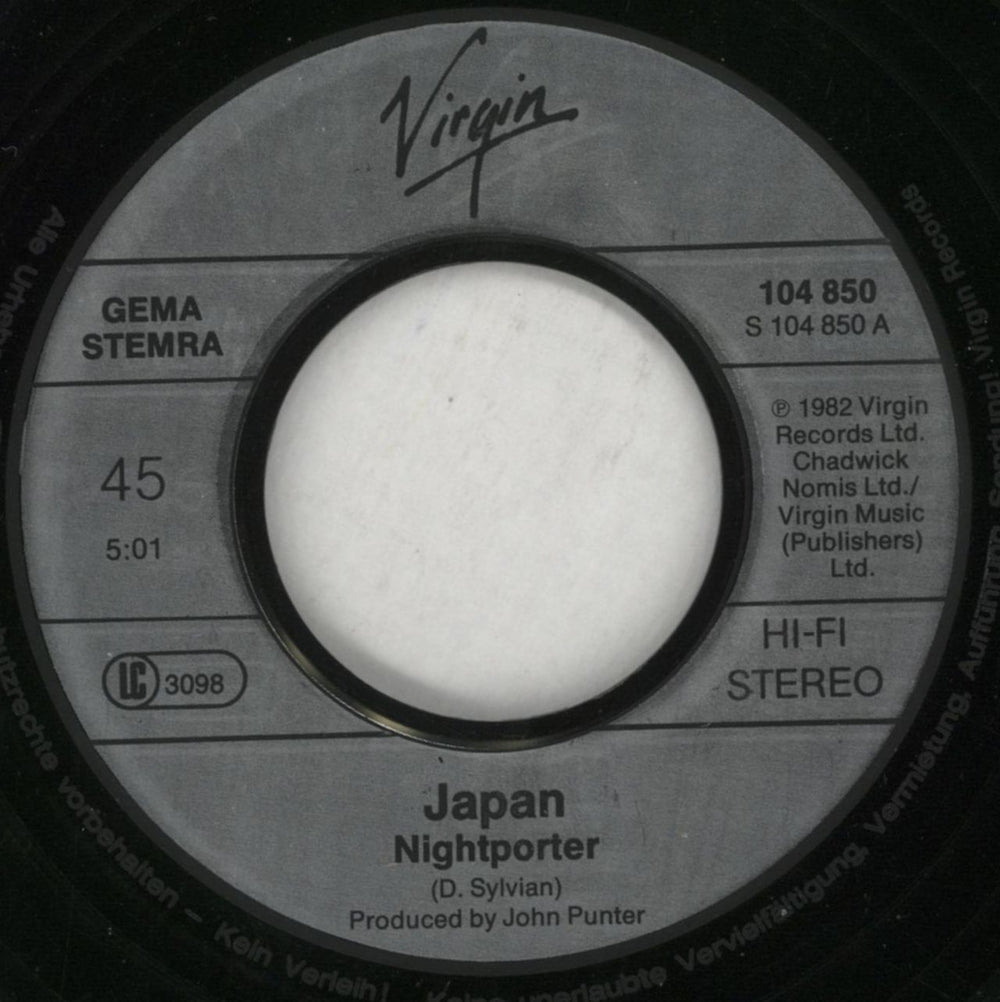 Virgin
GEMA
STEMRA
104 850
S 104 850 A
45
5:01
℗ 1982 Virgin
Records Ltd.
Chadwick
Nomis Ltd./
Virgin Music
(Publishers)
Ltd.
LC 3098
HI-FI
STEREO
Japan
Nightporter
(D. Sylvian)
Produced by John Punter
Alle
vorbehalten – Kein Verleih! Keine unerlaubte Vervielfältigung, Vermietung, Aufführung, Virgin Records